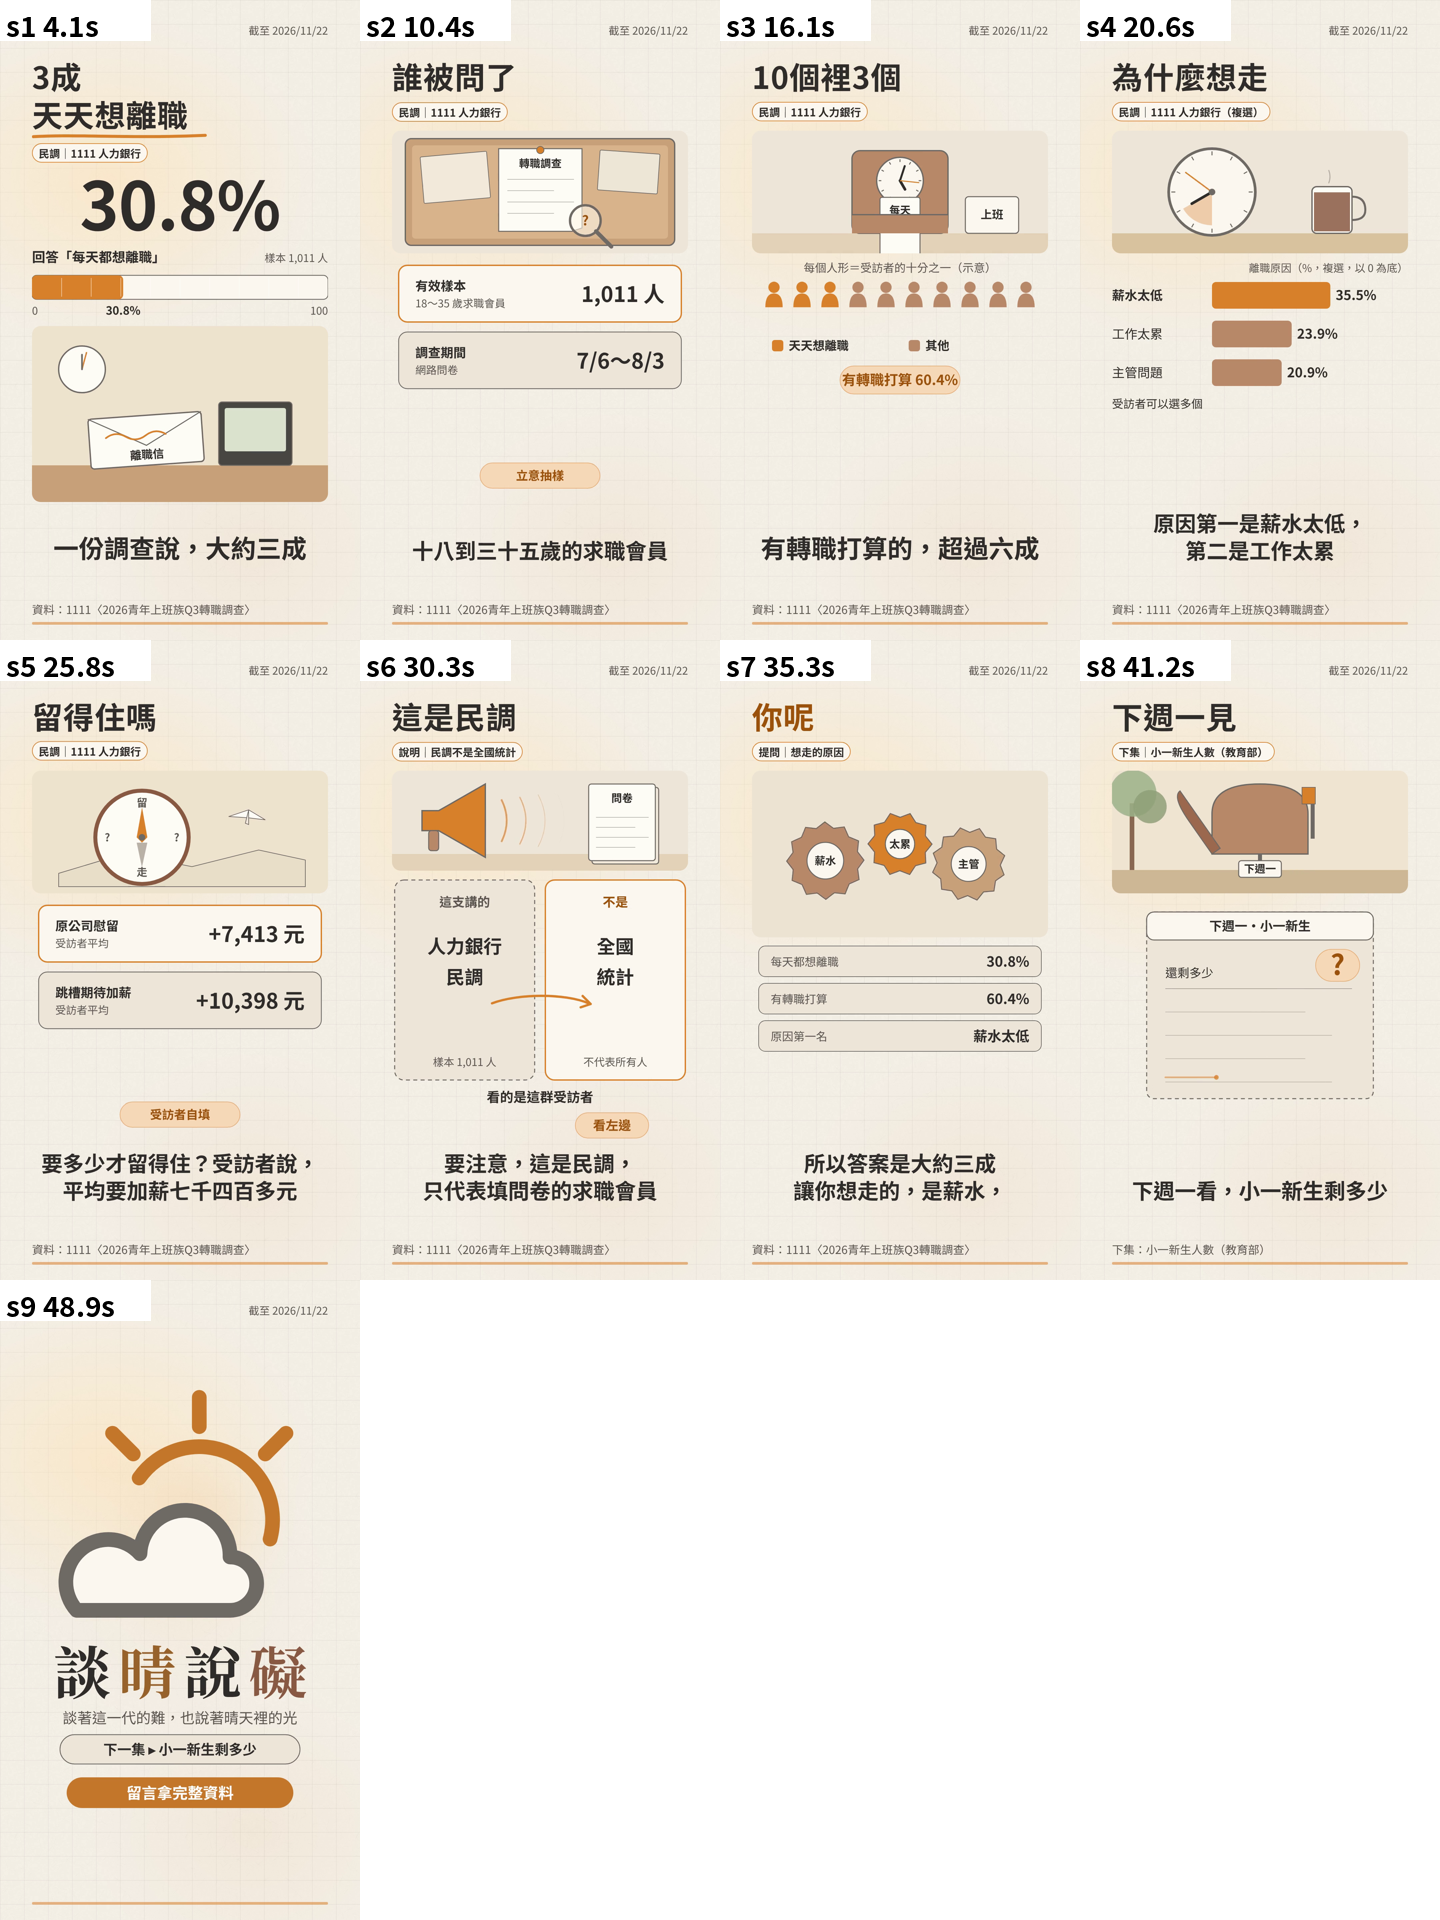 s1 4.1s
截至 2026/11/22
3成
天天想離職
民調｜1111 人力銀行
30.8%
回答「每天都想離職」
樣本 1,011 人
0
30.8%
100
離職信
一份調查說，大約三成
資料：1111〈2026青年上班族Q3轉職調查〉
s2 10.4s
截至 2026/11/22
誰被問了
民調｜1111 人力銀行
轉職調查
?
有效樣本
18～35 歲求職會員
1,011 人
調查期間
網路問卷
7/6～8/3
立意抽樣
十八到三十五歲的求職會員
資料：1111〈2026青年上班族Q3轉職調查〉
s3 16.1s
截至 2026/11/22
10個裡3個
民調｜1111 人力銀行
每天
上班
每個人形＝受訪者的十分之一（示意）
天天想離職
其他
有轉職打算 60.4%
有轉職打算的，超過六成
資料：1111〈2026青年上班族Q3轉職調查〉
s4 20.6s
截至 2026/11/22
為什麼想走
民調｜1111 人力銀行（複選）
離職原因（%，複選，以 0 為底）
薪水太低
35.5%
工作太累
23.9%
主管問題
20.9%
受訪者可以選多個
原因第一是薪水太低，
第二是工作太累
資料：1111〈2026青年上班族Q3轉職調查〉
s5 25.8s
截至 2026/11/22
留得住嗎
民調｜1111 人力銀行
留
?
?
走
原公司慰留
受訪者平均
+7,413 元
跳槽期待加薪
受訪者平均
+10,398 元
受訪者自填
要多少才留得住？受訪者說，
平均要加薪七千四百多元
資料：1111〈2026青年上班族Q3轉職調查〉
s6 30.3s
截至 2026/11/22
這是民調
說明｜民調不是全國統計
問卷
這支講的
人力銀行
民調
樣本 1,011 人
不是
全國
統計
不代表所有人
看的是這群受訪者
看左邊
要注意，這是民調，
只代表填問卷的求職會員
資料：1111〈2026青年上班族Q3轉職調查〉
s7 35.3s
截至 2026/11/22
你呢
提問｜想走的原因
薪水
太累
主管
每天都想離職
30.8%
有轉職打算
60.4%
原因第一名
薪水太低
所以答案是大約三成
讓你想走的，是薪水，
資料：1111〈2026青年上班族Q3轉職調查〉
s8 41.2s
截至 2026/11/22
下週一見
下集｜小一新生人數（教育部）
下週一
下週一・小一新生
還剩多少
?
下週一看，小一新生剩多少
下集：小一新生人數（教育部）
s9 48.9s
截至 2026/11/22
談晴說礙
談著這一代的難，也說著晴天裡的光
下一集 ▸ 小一新生剩多少
留言拿完整資料